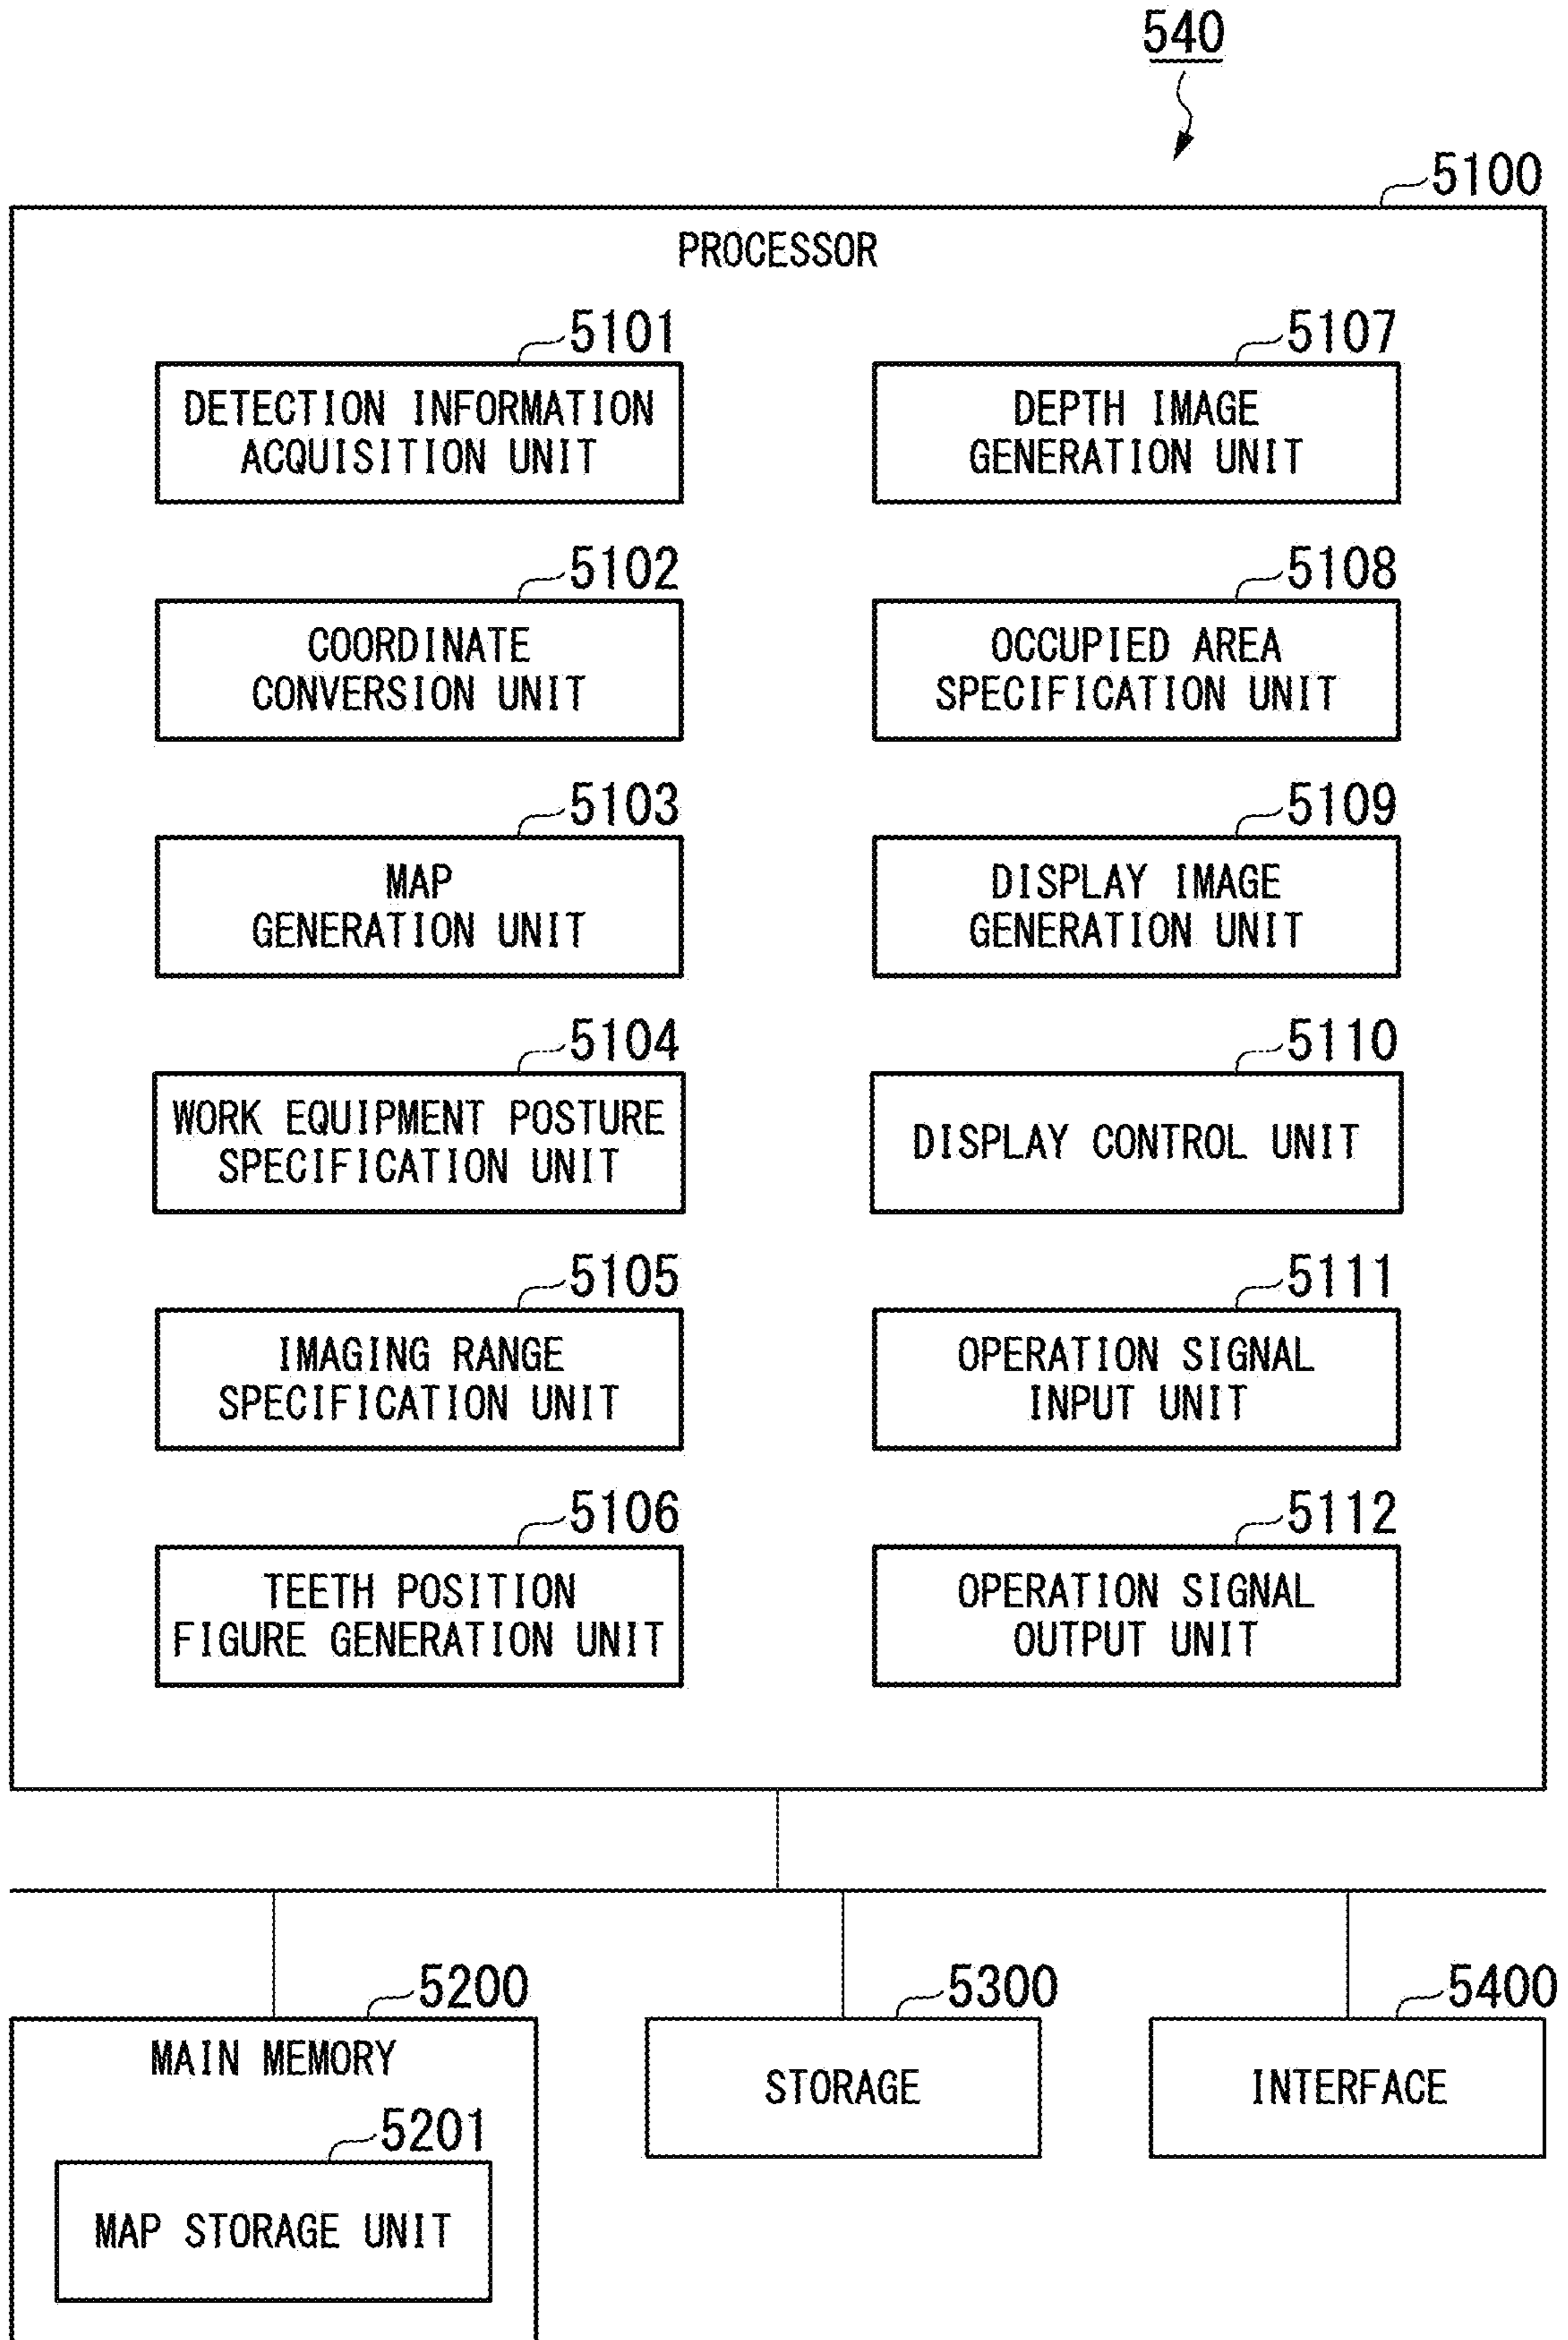 540
5100
PROCESSOR
5101
DETECTION INFORMATION
ACQUISITION UNIT
5102
COORDINATE
CONVERSION UNIT
5103
MAP
GENERATION UNIT
5104
WORK EQUIPMENT POSTURE
SPECIFICATION UNIT
5105
IMAGING RANGE
SPECIFICATION UNIT
5106
TEETH POSITION
FIGURE GENERATION UNIT
5107
DEPTH IMAGE
GENERATION UNIT
5108
OCCUPIED AREA
SPECIFICATION UNIT
5109
DISPLAY IMAGE
GENERATION UNIT
5110
DISPLAY CONTROL UNIT
5111
OPERATION SIGNAL
INPUT UNIT
5112
OPERATION SIGNAL
OUTPUT UNIT
5200
MAIN MEMORY
5201
MAP STORAGE UNIT
5300
STORAGE
5400
INTERFACE